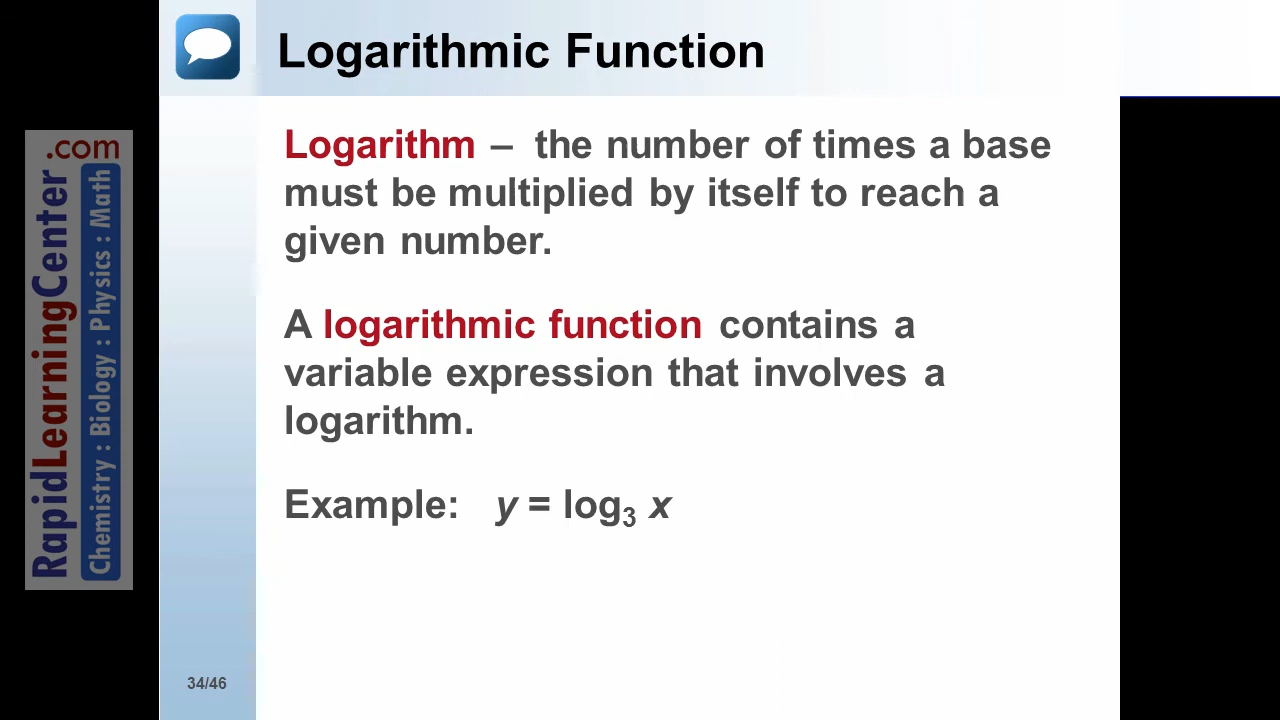 Logarithmic Function
Logarithm – the number of times a base
must be multiplied by itself to reach a
given number.
A logarithmic function contains a
variable expression that involves a
logarithm.
Example: y = log₃ x
34/46
RapidLearningCenter.com
Chemistry : Biology : Physics : Math